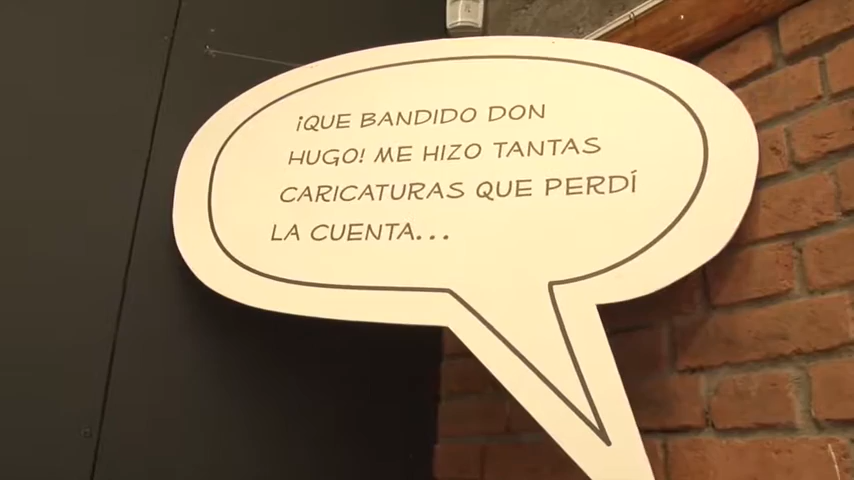 ¡QUE BANDIDO DON
HUGO! ME HIZO TANTAS
CARICATURAS QUE PERDÍ
LA CUENTA...